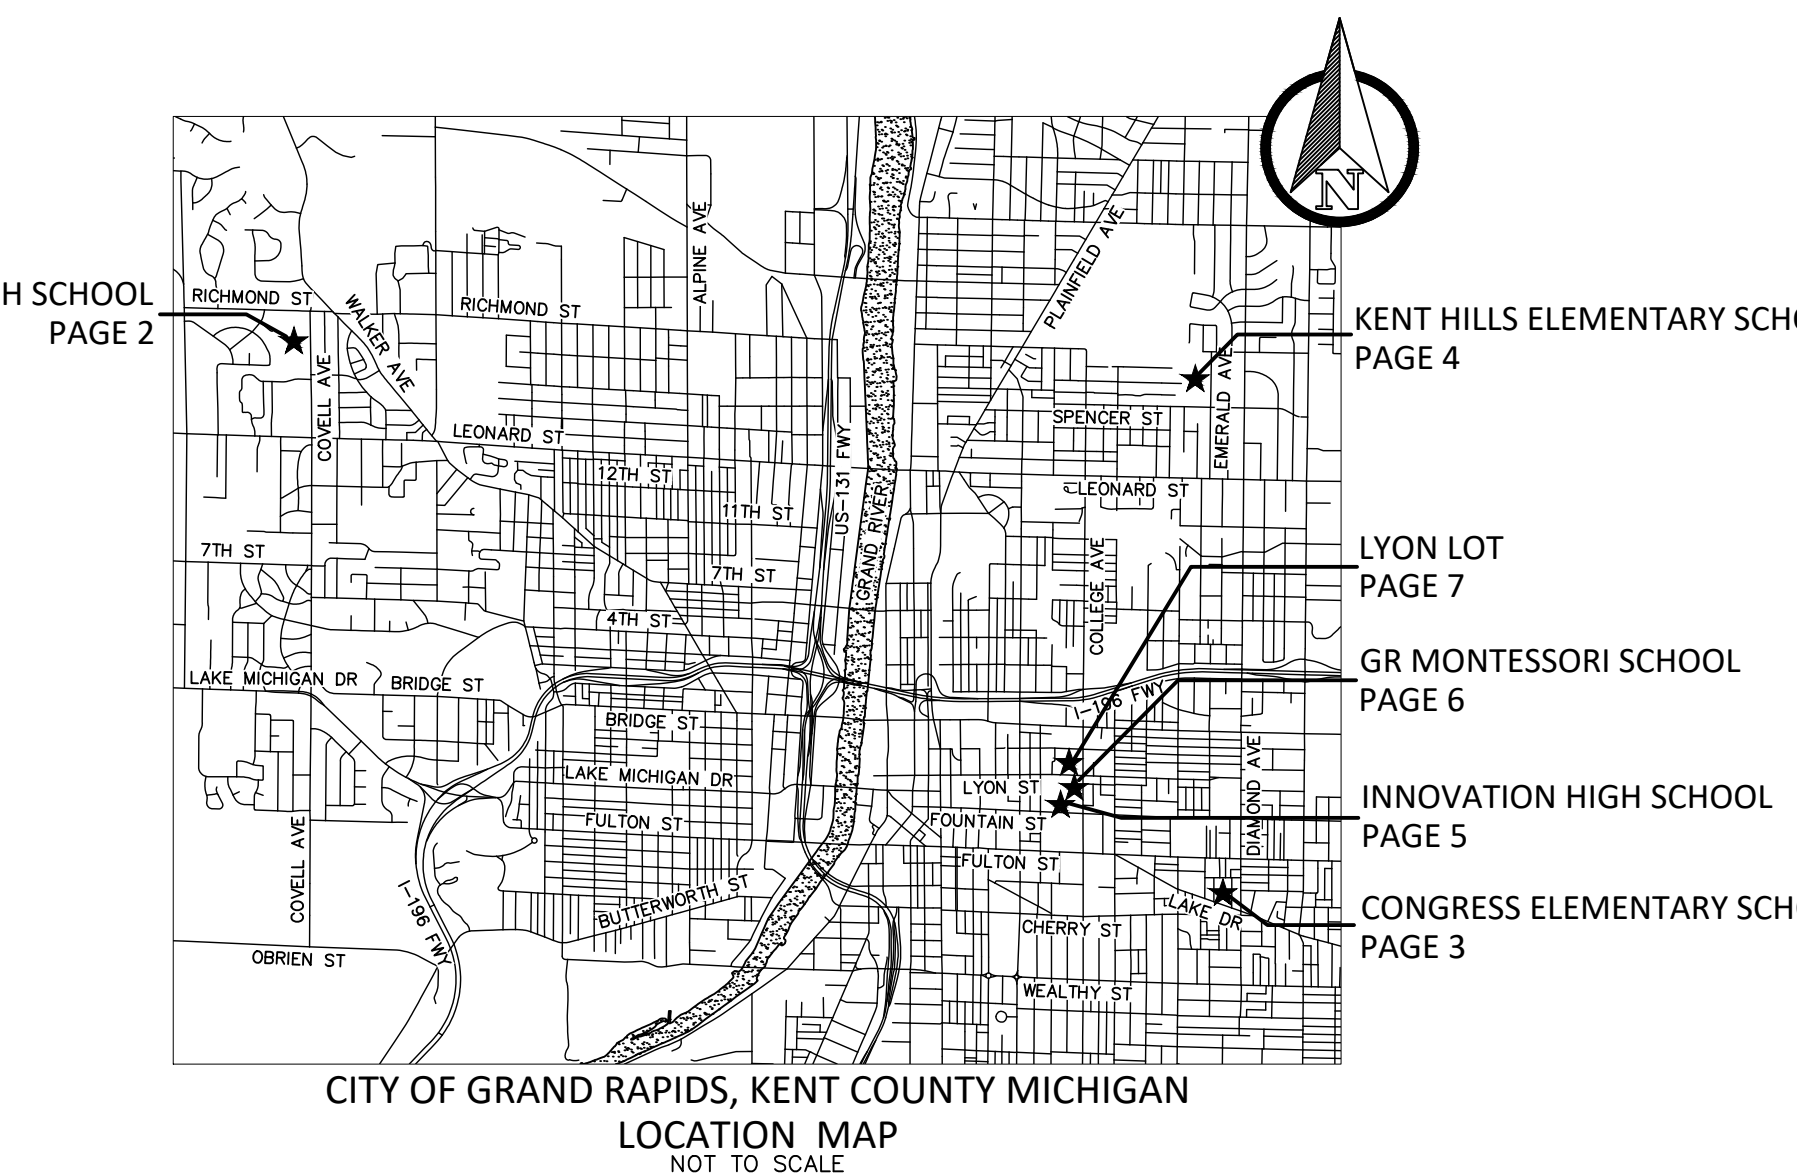 N
ALPINE AVE
PLAINFIELD AVE
H SCHOOL
PAGE 2
RICHMOND ST
WALKER AVE
RICHMOND ST
KENT HILLS ELEMENTARY SCHO
PAGE 4
COVELL AVE
EMERALD AVE
SPENCER ST
LEONARD ST
US-131 FWY
12TH ST
LEONARD ST
11TH ST
GRAND RIVER
7TH ST
COLLEGE AVE
LYON LOT
PAGE 7
7TH ST
4TH ST
GR MONTESSORI SCHOOL
PAGE 6
LAKE MICHIGAN DR
BRIDGE ST
I-196 FWY
BRIDGE ST
DIAMOND AVE
LAKE MICHIGAN DR
LYON ST
INNOVATION HIGH SCHOOL
PAGE 5
FULTON ST
FOUNTAIN ST
COVELL AVE
FULTON ST
I-196 FWY
BUTTERWORTH ST
LAKE DR
CONGRESS ELEMENTARY SCHO
PAGE 3
CHERRY ST
OBRIEN ST
WEALTHY ST
CITY OF GRAND RAPIDS, KENT COUNTY MICHIGAN
LOCATION MAP
NOT TO SCALE